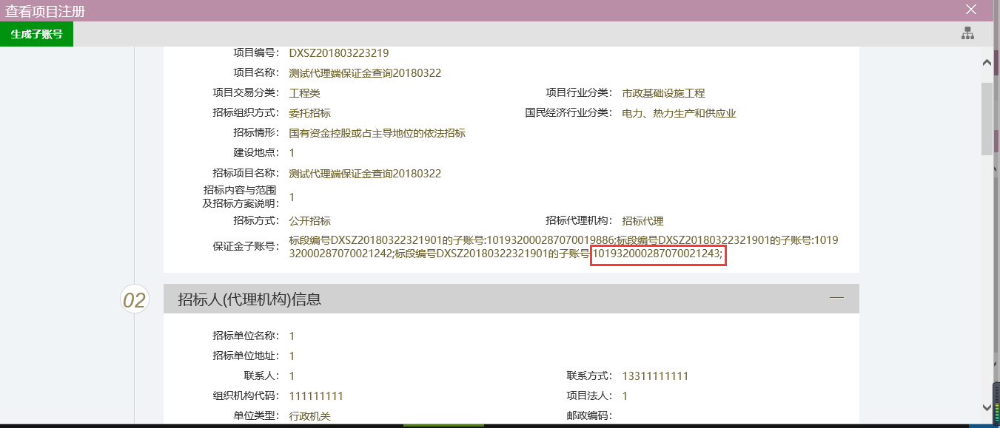 查看项目注册
生成子账号
项目编号： DXSZ201803223219
项目名称： 测试代理端保证金查询20180322
项目交易分类： 工程类 项目行业分类： 市政基础设施工程
招标组织方式： 委托招标 国民经济行业分类： 电力、热力生产和供应业
招标情形： 国有资金控股或占主导地位的依法招标
建设地点： 1
招标项目名称： 测试代理端保证金查询20180322
招标内容与范围
及招标方案说明： 1
招标方式： 公开招标 招标代理机构： 招标代理
保证金子账号： 标段编号DXSZ20180322321901的子账号:101932000287070019886;标段编号DXSZ20180322321901的子账号:1019
32000287070021242;标段编号DXSZ20180322321901的子账号:101932000287070021243;
02 招标人(代理机构)信息
招标单位名称： 1
招标单位地址： 1
联系人： 1 联系方式： 13311111111
组织机构代码： 111111111 项目法人： 1
单位类型： 行政机关 邮政编码：